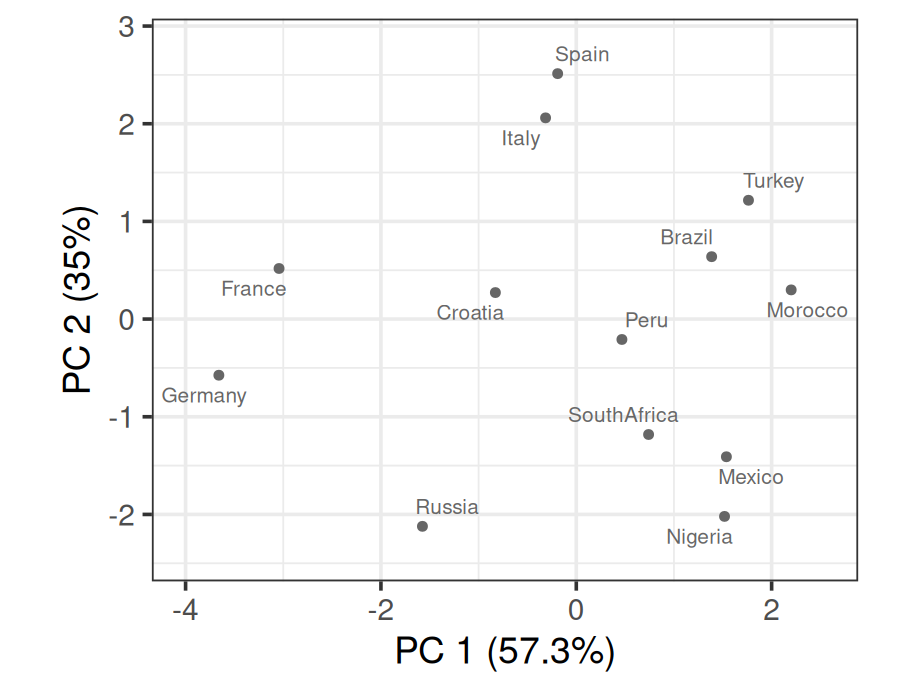 3
Spain
2
Italy
Turkey
1
Brazil
France
Croatia
Morocco
0
Peru
Germany
-1
SouthAfrica
Mexico
-2
Russia
Nigeria
PC 2 (35%)
-4 -2 0 2
PC 1 (57.3%)